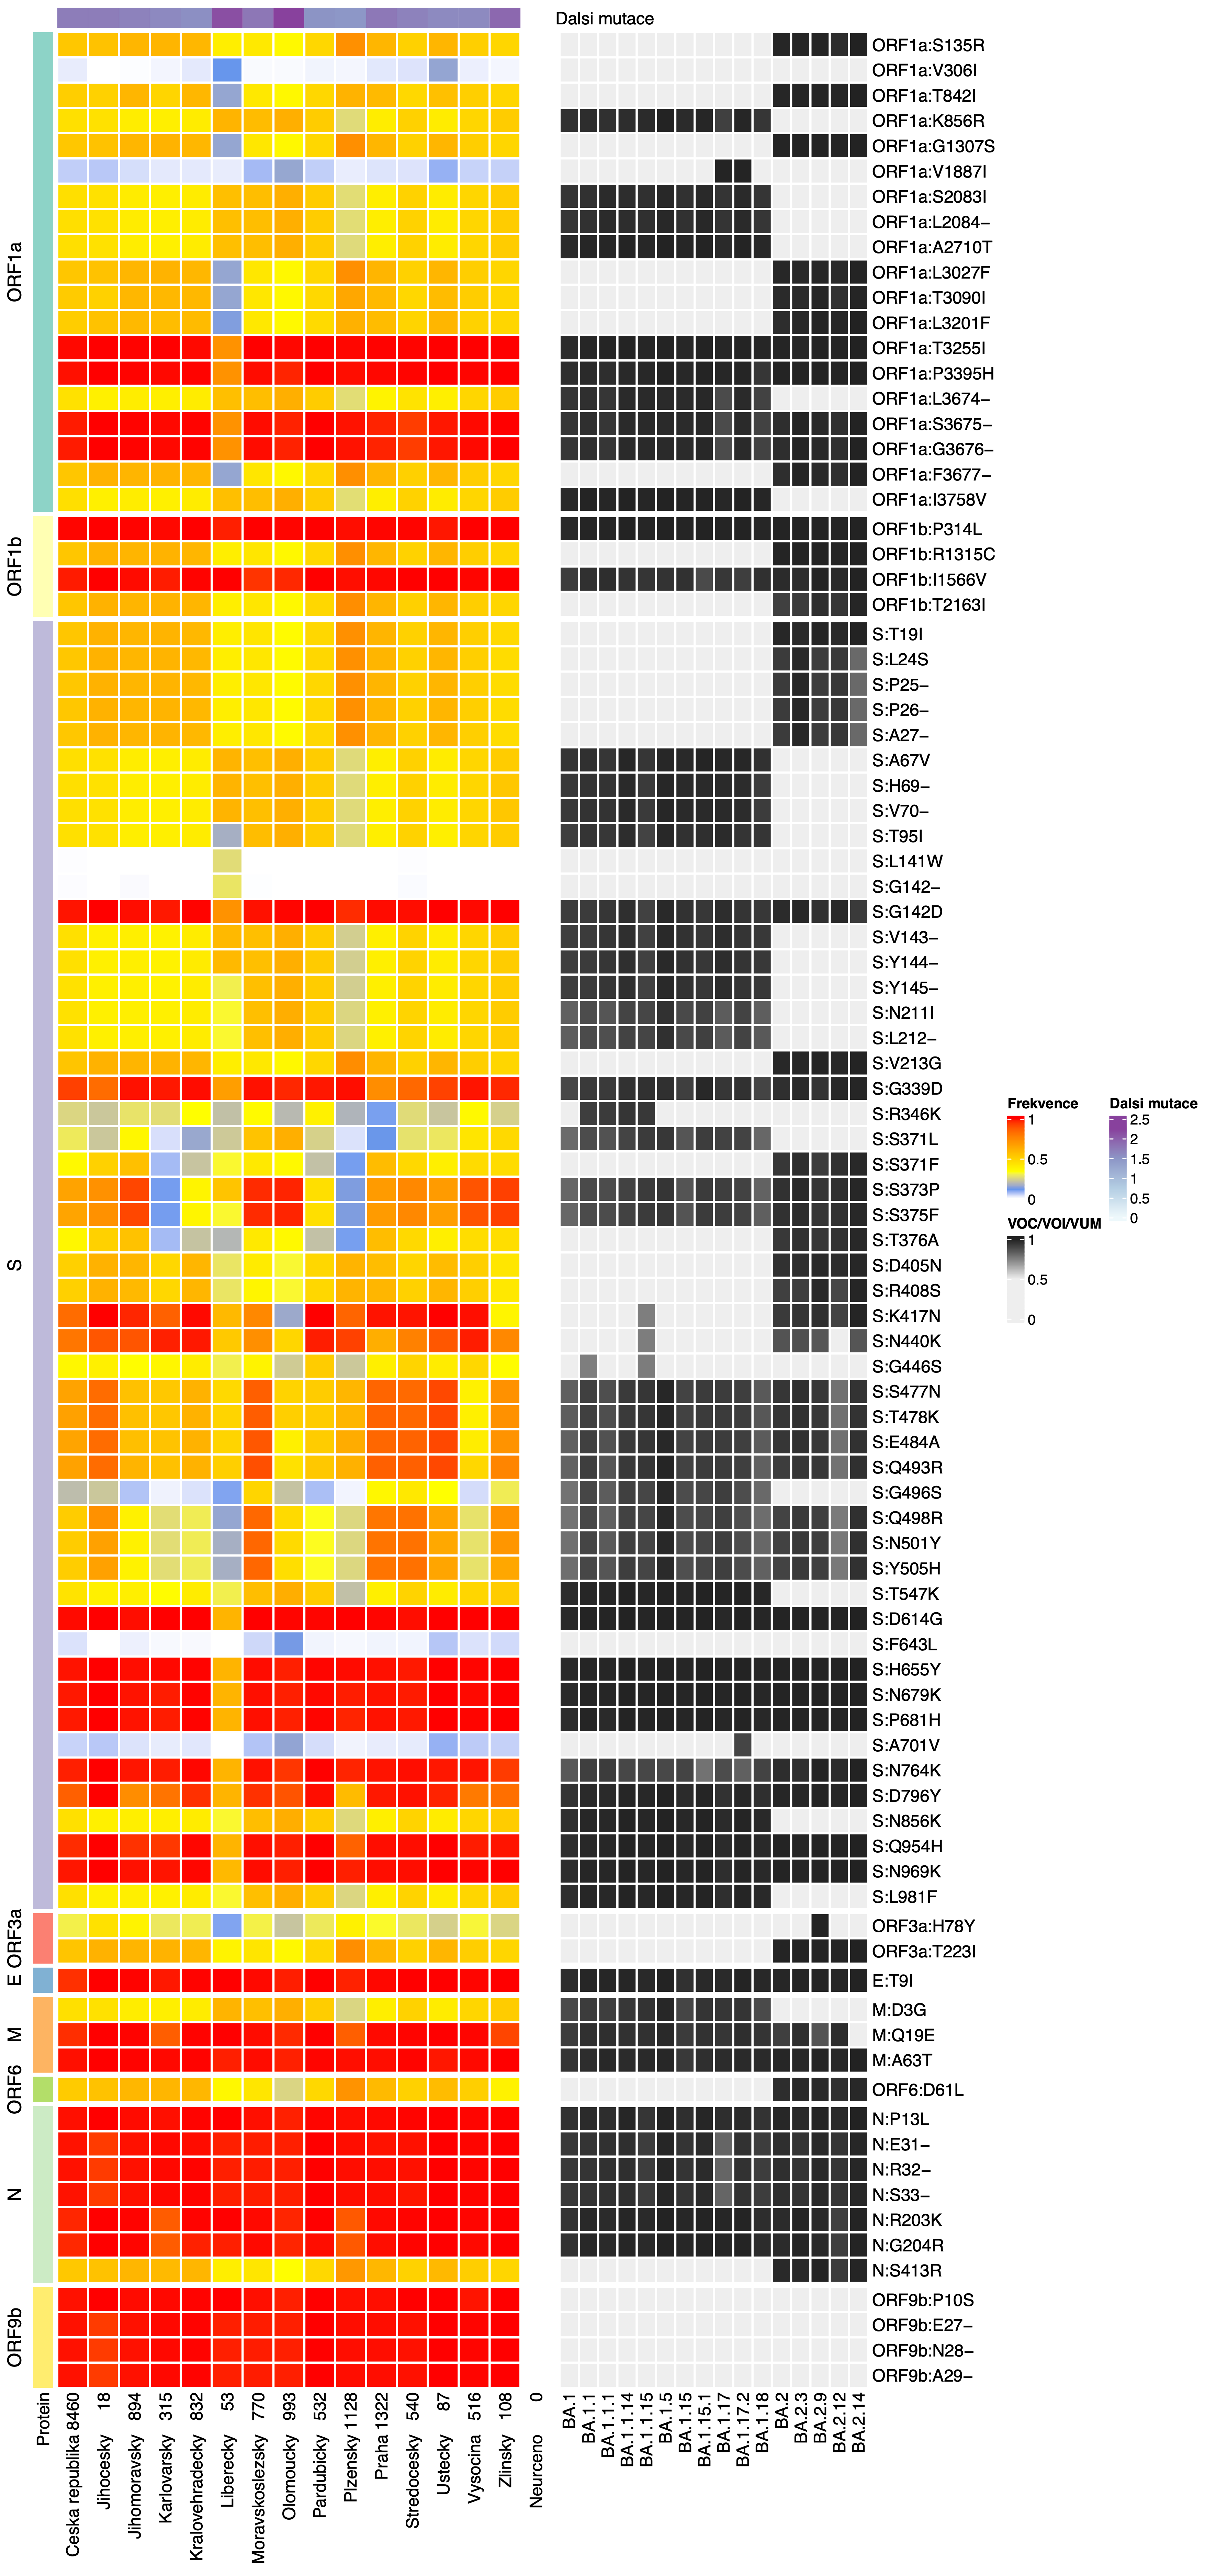 Dalsi mutace
ORF1a:S135R
ORF1a:V306I
ORF1a:T842I
ORF1a:K856R
ORF1a:G1307S
ORF1a:V1887I
ORF1a:S2083I
ORF1a:L2084−
ORF1a:A2710T
ORF1a:L3027F
ORF1a:T3090I
ORF1a:L3201F
ORF1a:T3255I
ORF1a:P3395H
ORF1a:L3674−
ORF1a:S3675−
ORF1a:G3676−
ORF1a:F3677−
ORF1a:I3758V
ORF1a
ORF1b:P314L
ORF1b:R1315C
ORF1b:I1566V
ORF1b:T2163I
ORF1b
S:T19I
S:L24S
S:P25−
S:P26−
S:A27−
S:A67V
S:H69−
S:V70−
S:T95I
S:L141W
S:G142−
S:G142D
S:V143−
S:Y144−
S:Y145−
S:N211I
S:L212−
S:V213G
S:G339D
S:R346K
S:S371L
S:S371F
S:S373P
S:S375F
S:T376A
S:D405N
S:R408S
S:K417N
S:N440K
S:G446S
S:S477N
S:T478K
S:E484A
S:Q493R
S:G496S
S:Q498R
S:N501Y
S:Y505H
S:T547K
S:D614G
S:F643L
S:H655Y
S:N679K
S:P681H
S:A701V
S:N764K
S:D796Y
S:N856K
S:Q954H
S:N969K
S:L981F
S
ORF3a:H78Y
ORF3a:T223I
ORF3a
E:T9I
E
M:D3G
M:Q19E
M:A63T
M
ORF6:D61L
ORF6
N:P13L
N:E31−
N:R32−
N:S33−
N:R203K
N:G204R
N:S413R
N
ORF9b:P10S
ORF9b:E27−
ORF9b:N28−
ORF9b:A29−
ORF9b
Protein
Ceska republika 8460
Jihocesky 18
Jihomoravsky 894
Karlovarsky 315
Kralovehradecky 832
Liberecky 53
Moravskoslezsky 770
Olomoucky 993
Pardubicky 532
Plzensky 1128
Praha 1322
Stredocesky 540
Ustecky 87
Vysocina 516
Zlinsky 108
Neurceno 0
BA.1
BA.1.1
BA.1.1.1
BA.1.1.14
BA.1.1.15
BA.1.5
BA.1.15
BA.1.15.1
BA.1.17
BA.1.17.2
BA.1.18
BA.2
BA.2.3
BA.2.9
BA.2.12
BA.2.14
Frekvence
1
0.5
0
Dalsi mutace
2.5
2
1.5
1
0.5
0
VOC/VOI/VUM
1
0.5
0